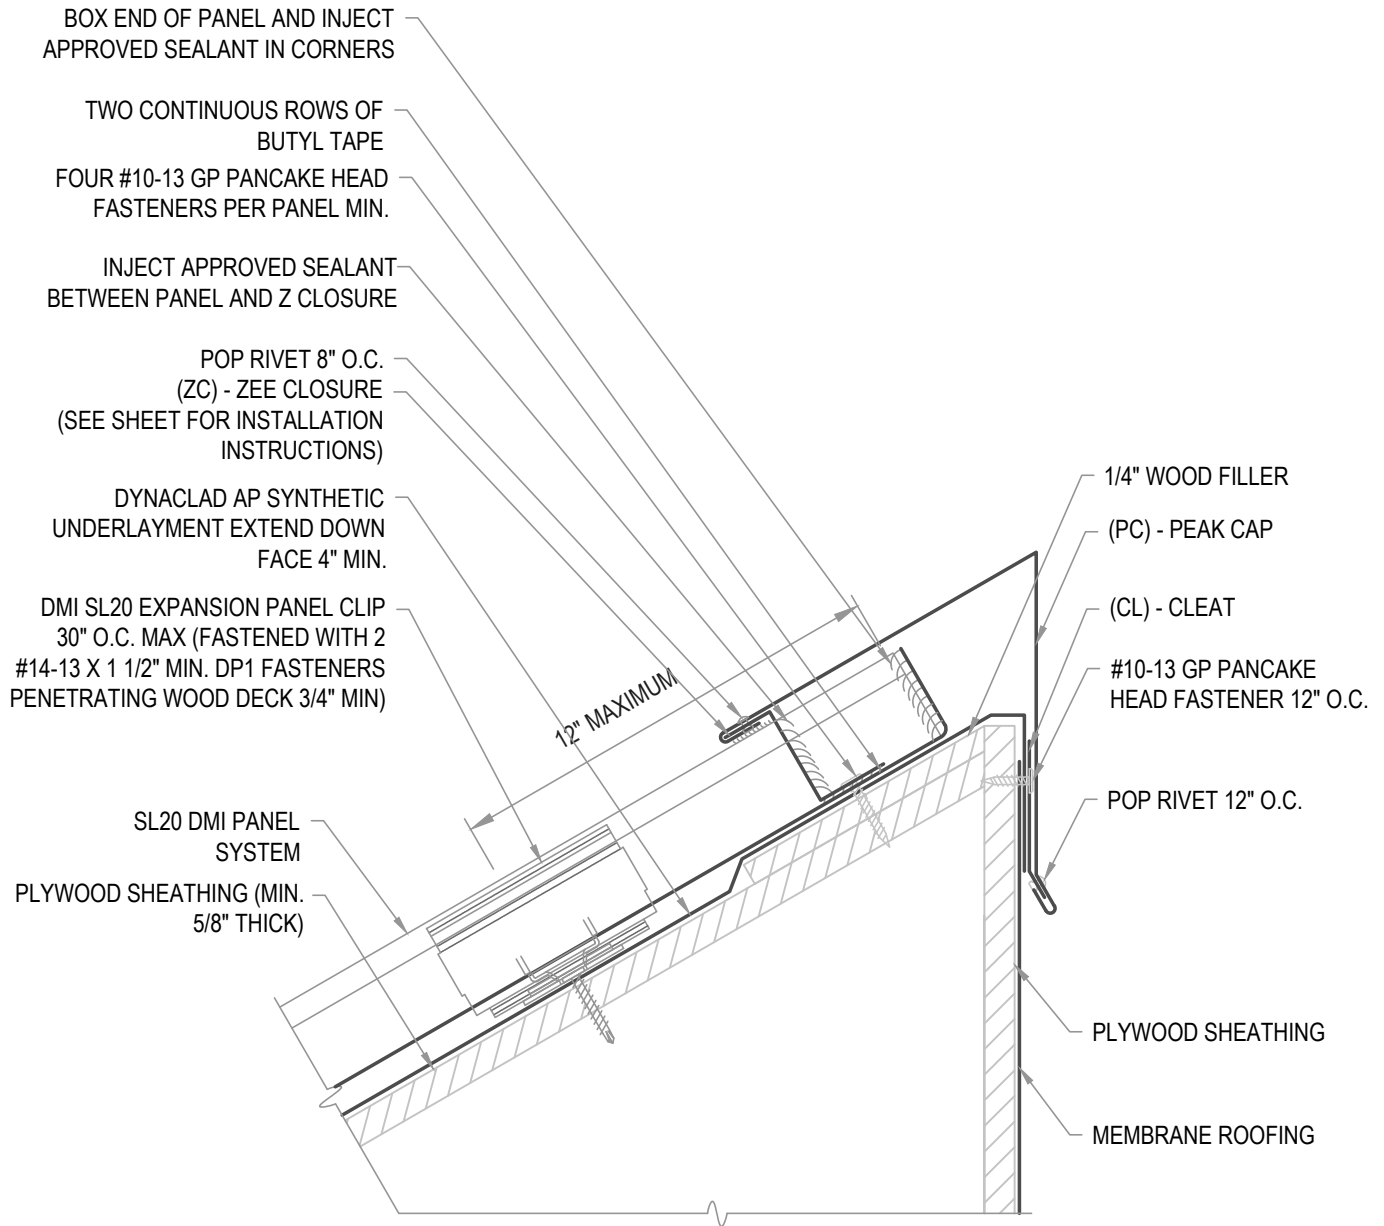 BOX END OF PANEL AND INJECT
APPROVED SEALANT IN CORNERS
TWO CONTINUOUS ROWS OF
BUTYL TAPE
FOUR #10-13 GP PANCAKE HEAD
FASTENERS PER PANEL MIN.
INJECT APPROVED SEALANT
BETWEEN PANEL AND Z CLOSURE
POP RIVET 8" O.C.
(ZC) - ZEE CLOSURE
(SEE SHEET FOR INSTALLATION
INSTRUCTIONS)
DYNACLAD AP SYNTHETIC
UNDERLAYMENT EXTEND DOWN
FACE 4" MIN.
DMI SL20 EXPANSION PANEL CLIP
30" O.C. MAX (FASTENED WITH 2
#14-13 X 1 1/2" MIN. DP1 FASTENERS
PENETRATING WOOD DECK 3/4" MIN)
SL20 DMI PANEL
SYSTEM
PLYWOOD SHEATHING (MIN.
5/8" THICK)
12" MAXIMUM
1/4" WOOD FILLER
(PC) - PEAK CAP
(CL) - CLEAT
#10-13 GP PANCAKE
HEAD FASTENER 12" O.C.
POP RIVET 12" O.C.
PLYWOOD SHEATHING
MEMBRANE ROOFING